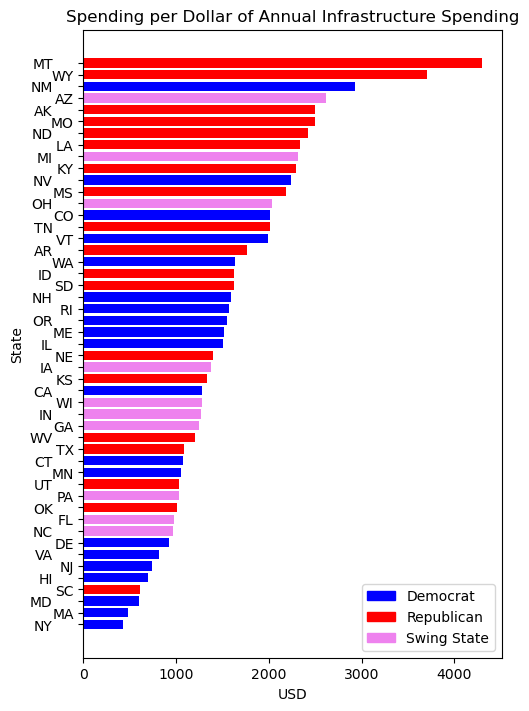 Spending per Dollar of Annual Infrastructure Spending
MT
WY
NM
AZ
AK
MO
ND
LA
MI
KY
NV
MS
OH
CO
TN
VT
AR
WA
ID
SD
NH
RI
OR
ME
IL
NE
IA
KS
CA
WI
IN
GA
WV
TX
CT
MN
UT
PA
OK
FL
NC
DE
VA
NJ
HI
SC
MD
MA
NY
State
Democrat
Republican
Swing State
0 1000 2000 3000 4000
USD